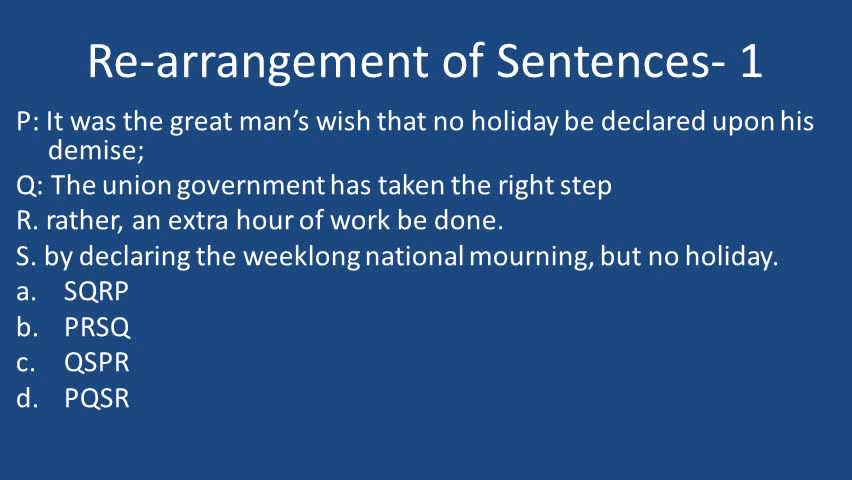 Re-arrangement of Sentences- 1
P: It was the great man’s wish that no holiday be declared upon his
demise;
Q: The union government has taken the right step
R. rather, an extra hour of work be done.
S. by declaring the weeklong national mourning, but no holiday.
a. SQRP
b. PRSQ
c. QSPR
d. PQSR